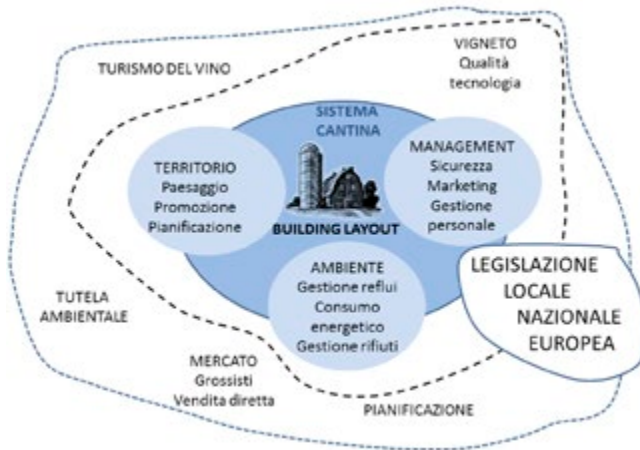 TURISMO DEL VINO
VIGNETO
Qualità
tecnologia
SISTEMA
CANTINA
TERRITORIO
Paesaggio
Promozione
Pianificazione
MANAGEMENT
Sicurezza
Marketing
Gestione
personale
BUILDING LAYOUT
AMBIENTE
Gestione reflui
Consumo
energetico
Gestione rifiuti
LEGISLAZIONE
LOCALE
NAZIONALE
EUROPEA
TUTELA
AMBIENTALE
MERCATO
Grossisti
Vendita diretta
PIANIFICAZIONE